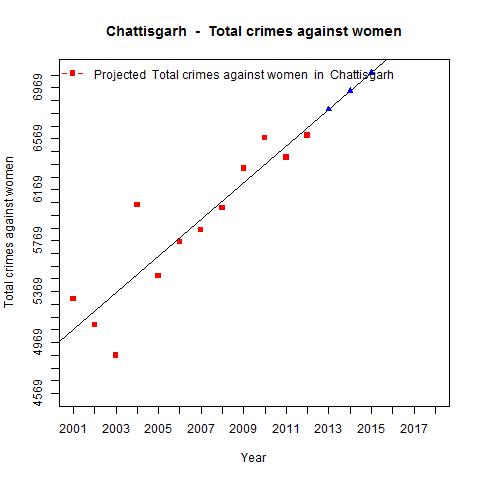 Chattisgarh - Total crimes against women
Projected Total crimes against women in Chattisgarh
Total crimes against women
6969
6569
6169
5769
5369
4969
4569
2001 2003 2005 2007 2009 2011 2013 2015 2017
Year